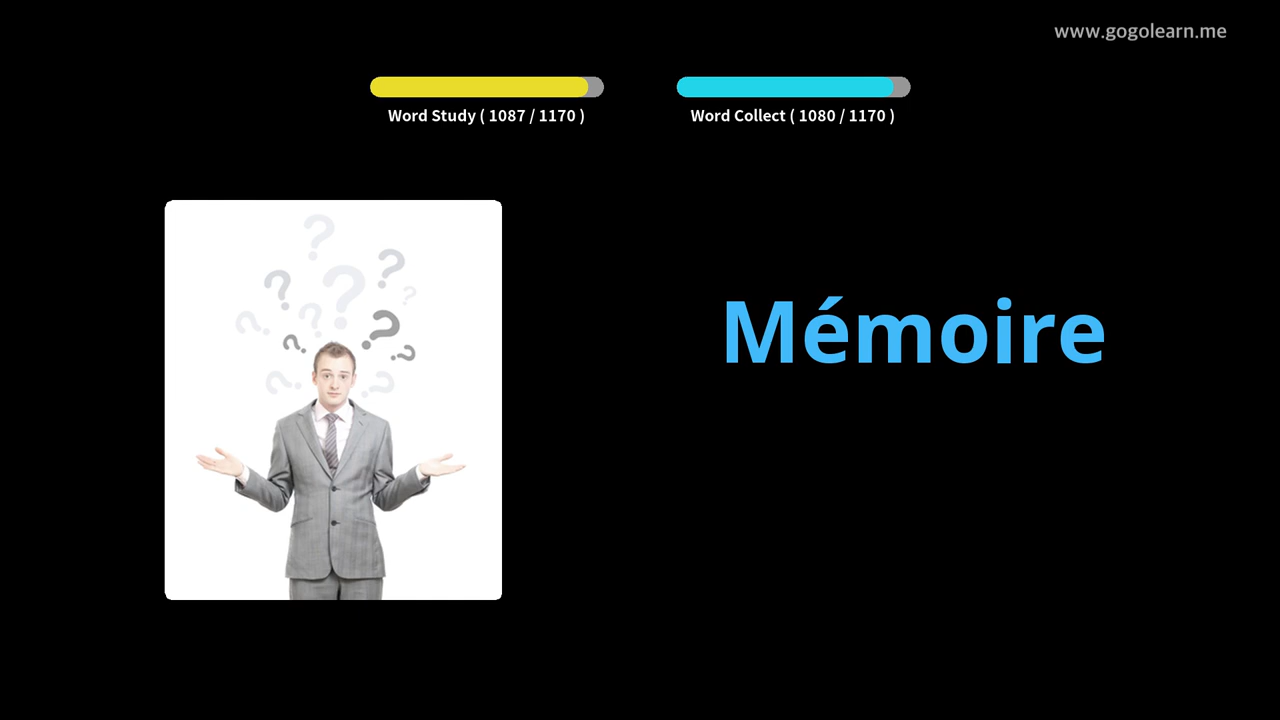 www.gogolearn.me
Word Study ( 1087 / 1170 )
Word Collect ( 1080 / 1170 )
? ? ? ? ? ? ? ? ? ? ?
Mémoire